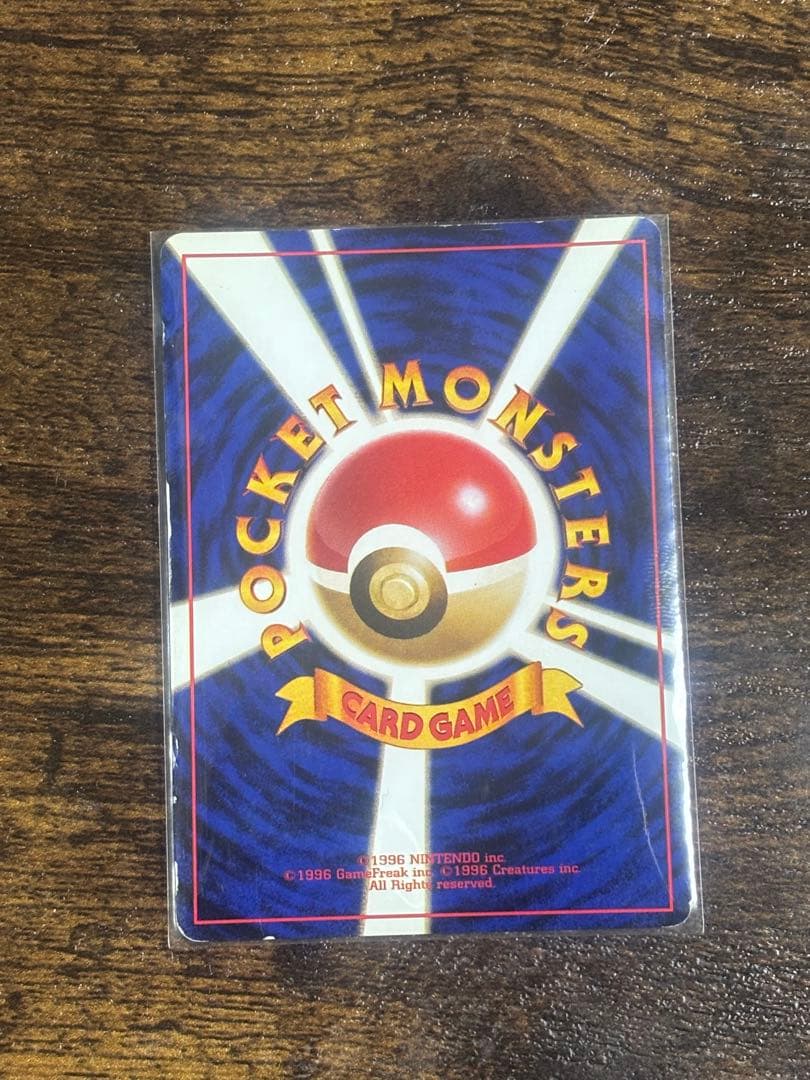 POCKET MONSTERS
CARD GAME
©1996 NINTENDO inc.
©1996 GameFreak inc. ©1996 Creatures inc.
All Rights reserved.